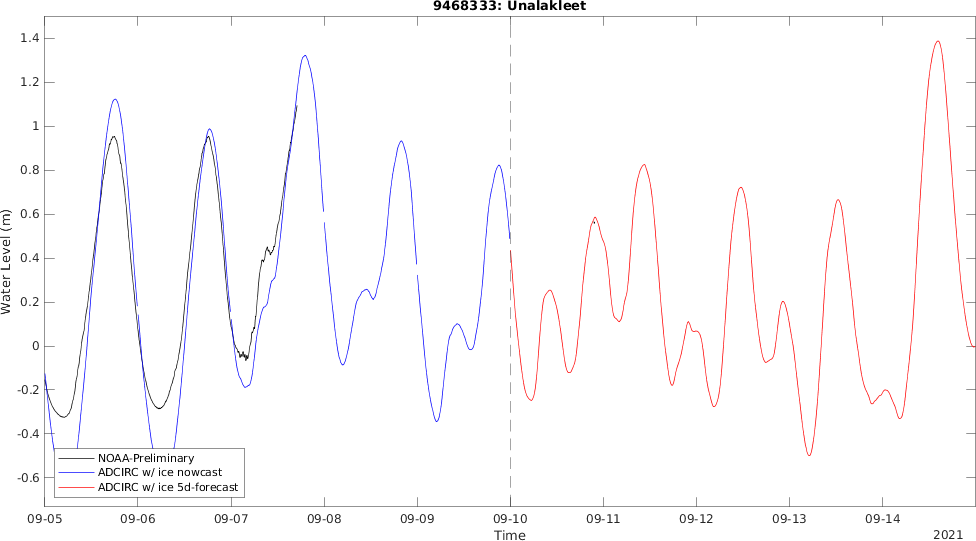 9468333: Unalakleet
1.4
1.2
1
0.8
0.6
0.4
0.2
0
-0.2
-0.4
-0.6
Water Level (m)
NOAA-Preliminary
ADCIRC w/ ice nowcast
ADCIRC w/ ice 5d-forecast
09-05 09-06 09-07 09-08 09-09 09-10 09-11 09-12 09-13 09-14
Time
2021